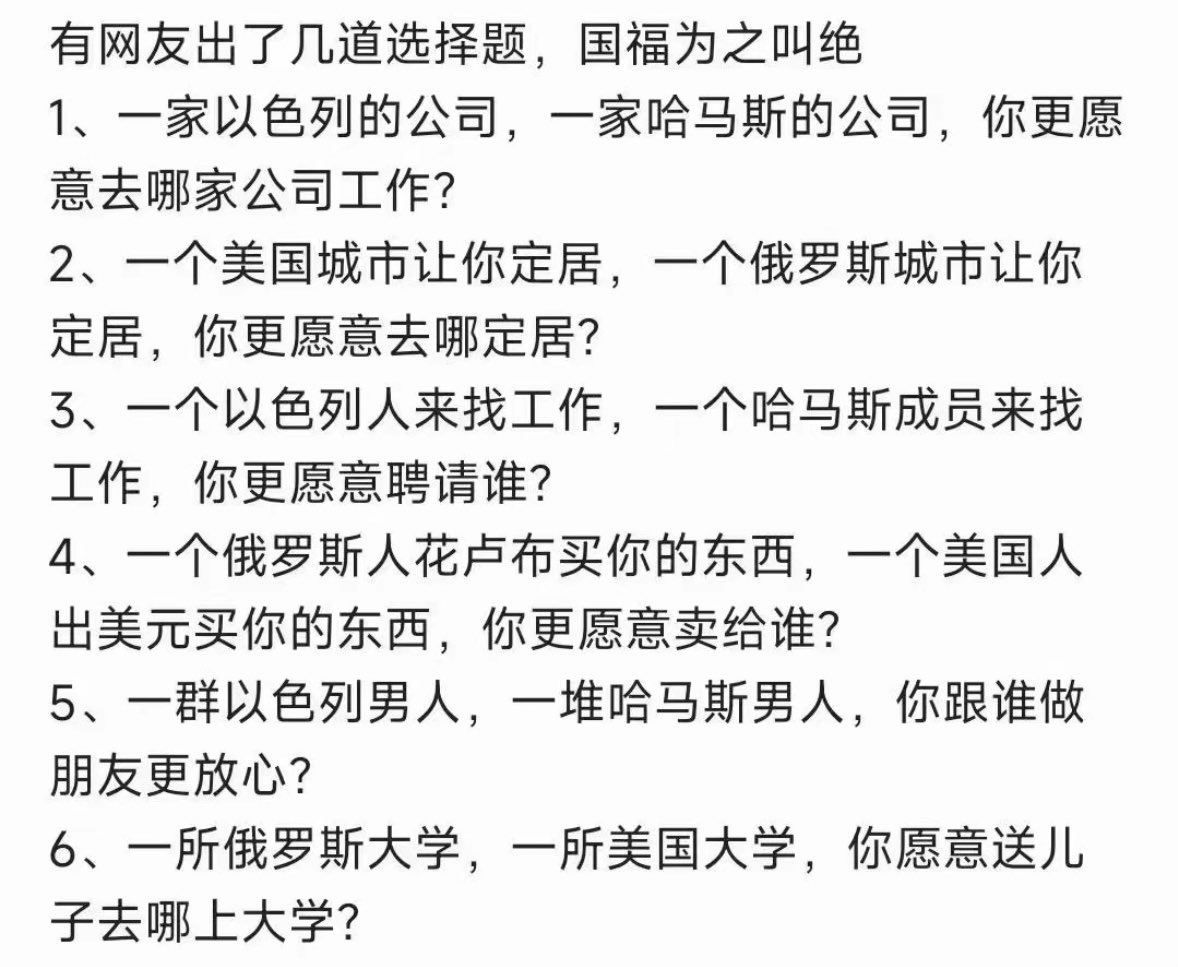 有网友出了几道选择题，国福为之叫绝
1、一家以色列的公司，一家哈马斯的公司，你更愿
意去哪家公司工作？
2、一个美国城市让你定居，一个俄罗斯城市让你
定居，你更愿意去哪定居？
3、一个以色列人来找工作，一个哈马斯成员来找
工作，你更愿意聘请谁？
4、一个俄罗斯人花卢布买你的东西，一个美国人
出美元买你的东西，你更愿意卖给谁？
5、一群以色列男人，一堆哈马斯男人，你跟谁做
朋友更放心？
6、一所俄罗斯大学，一所美国大学，你愿意送儿
子去哪上大学？